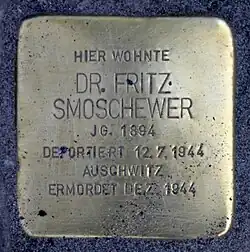 HIER WOHNTE
DR. FRITZ
SMOSCHEWER
JG. 1894
DEPORTIERT 12.7.1944
AUSCHWITZ
ERMORDET DEZ. 1944